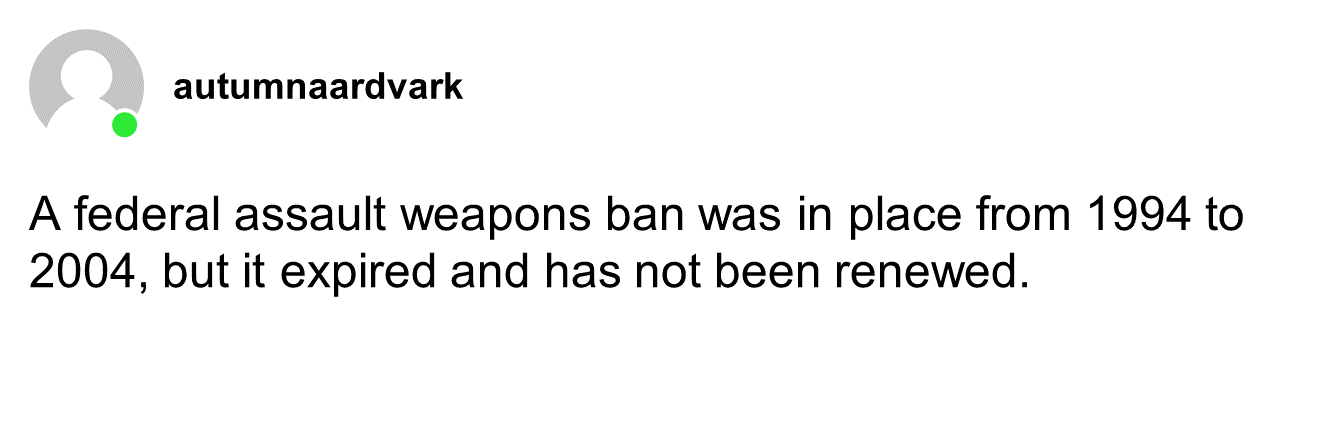 autumnaardvark
A federal assault weapons ban was in place from 1994 to
2004, but it expired and has not been renewed.